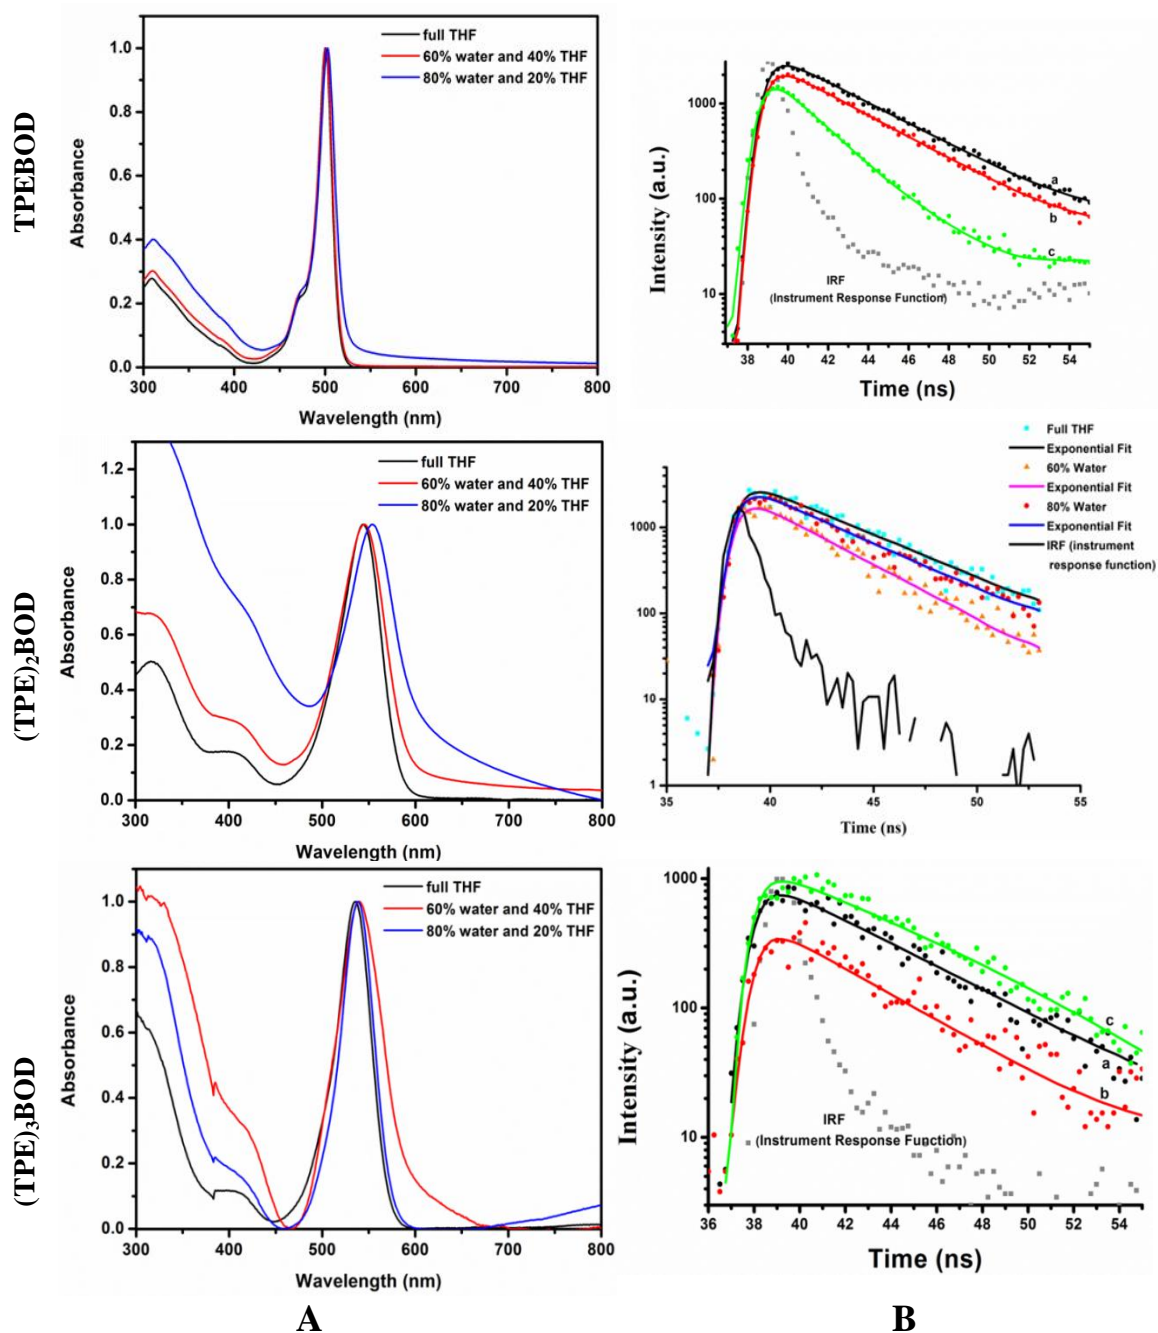 TPEBOD
Absorbance
1.0
0.8
0.6
0.4
0.2
0.0
full THF
60% water and 40% THF
80% water and 20% THF
300 400 500 600 700 800
Wavelength (nm)
Intensity (a.u.)
1000
100
10
a
b
c
IRF
(Instrument Response Function)
38 40 42 44 46 48 50 52 54
Time (ns)
(TPE)₂BOD
Absorbance
1.2
1.0
0.8
0.6
0.4
0.2
0.0
full THF
60% water and 40% THF
80% water and 20% THF
300 400 500 600 700 800
Wavelength (nm)
Full THF
Exponential Fit
60% Water
Exponential Fit
80% Water
Exponential Fit
IRF (instrument
response function)
1000
100
10
1
35 40 45 50 55
Time (ns)
(TPE)₃BOD
Absorbance
1.0
0.8
0.6
0.4
0.2
0.0
full THF
60% water and 40% THF
80% water and 20% THF
300 400 500 600 700 800
Wavelength (nm)
Intensity (a.u.)
1000
100
10
c
a
b
IRF
(Instrument Response Function)
36 38 40 42 44 46 48 50 52 54
Time (ns)
A
B